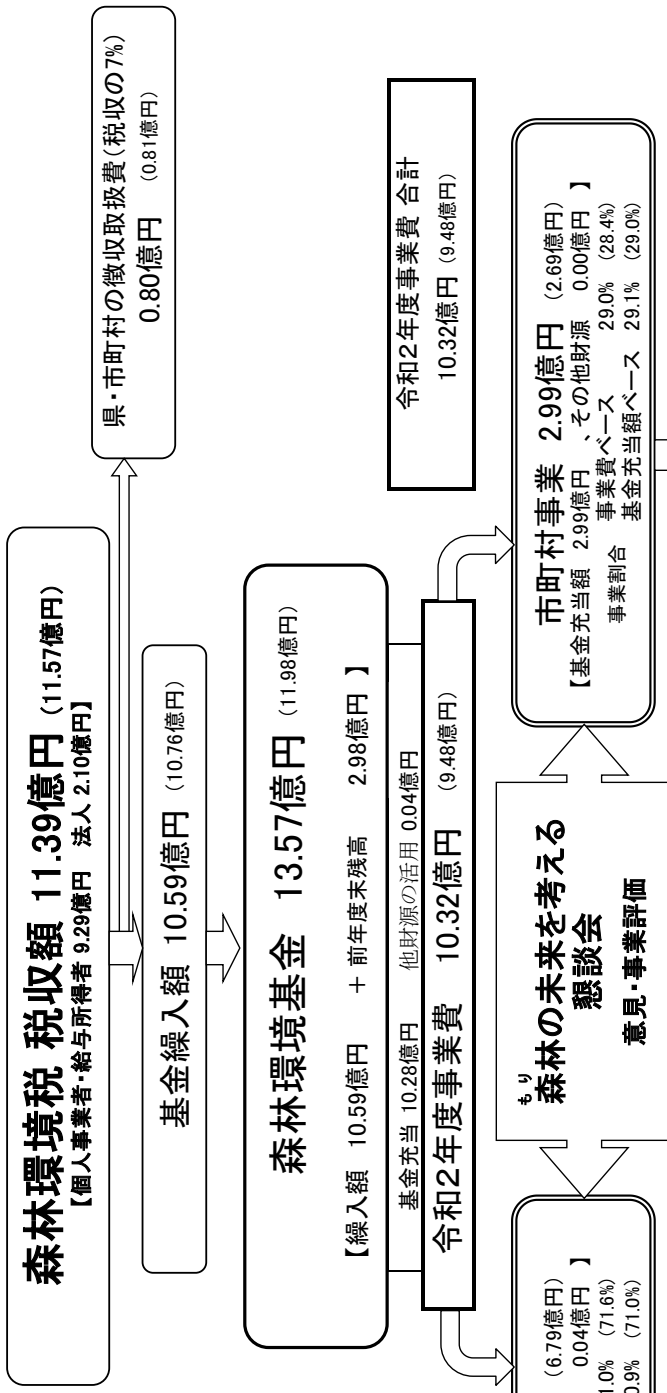 森林環境税 税収額 11.39億円 (11.57億円)
【個人事業者・給与所得者 9.29億円 法人 2.10億円】
県・市町村の徴収取扱費(税収の7%)
0.80億円 (0.81億円)
基金繰入額 10.59億円 (10.76億円)
森林環境基金 13.57億円 (11.98億円)
【繰入額 10.59億円 + 前年度末残高 2.98億円 】
基金充当 10.28億円 他財源の活用 0.04億円
令和2年度事業費 10.32億円 (9.48億円)
令和2年度事業費 合計
10.32億円 (9.48億円)
(6.79億円)
0.04億円 】
1.0% (71.6%)
0.9% (71.0%)
もり
森林の未来を考える
懇談会
意見・事業評価
市町村事業 2.99億円 (2.69億円)
【基金充当額 2.99億円 、その他財源 0.00億円 】
事業割合 事業費ベース 29.0% (28.4%)
基金充当額ベース 29.1% (29.0%)